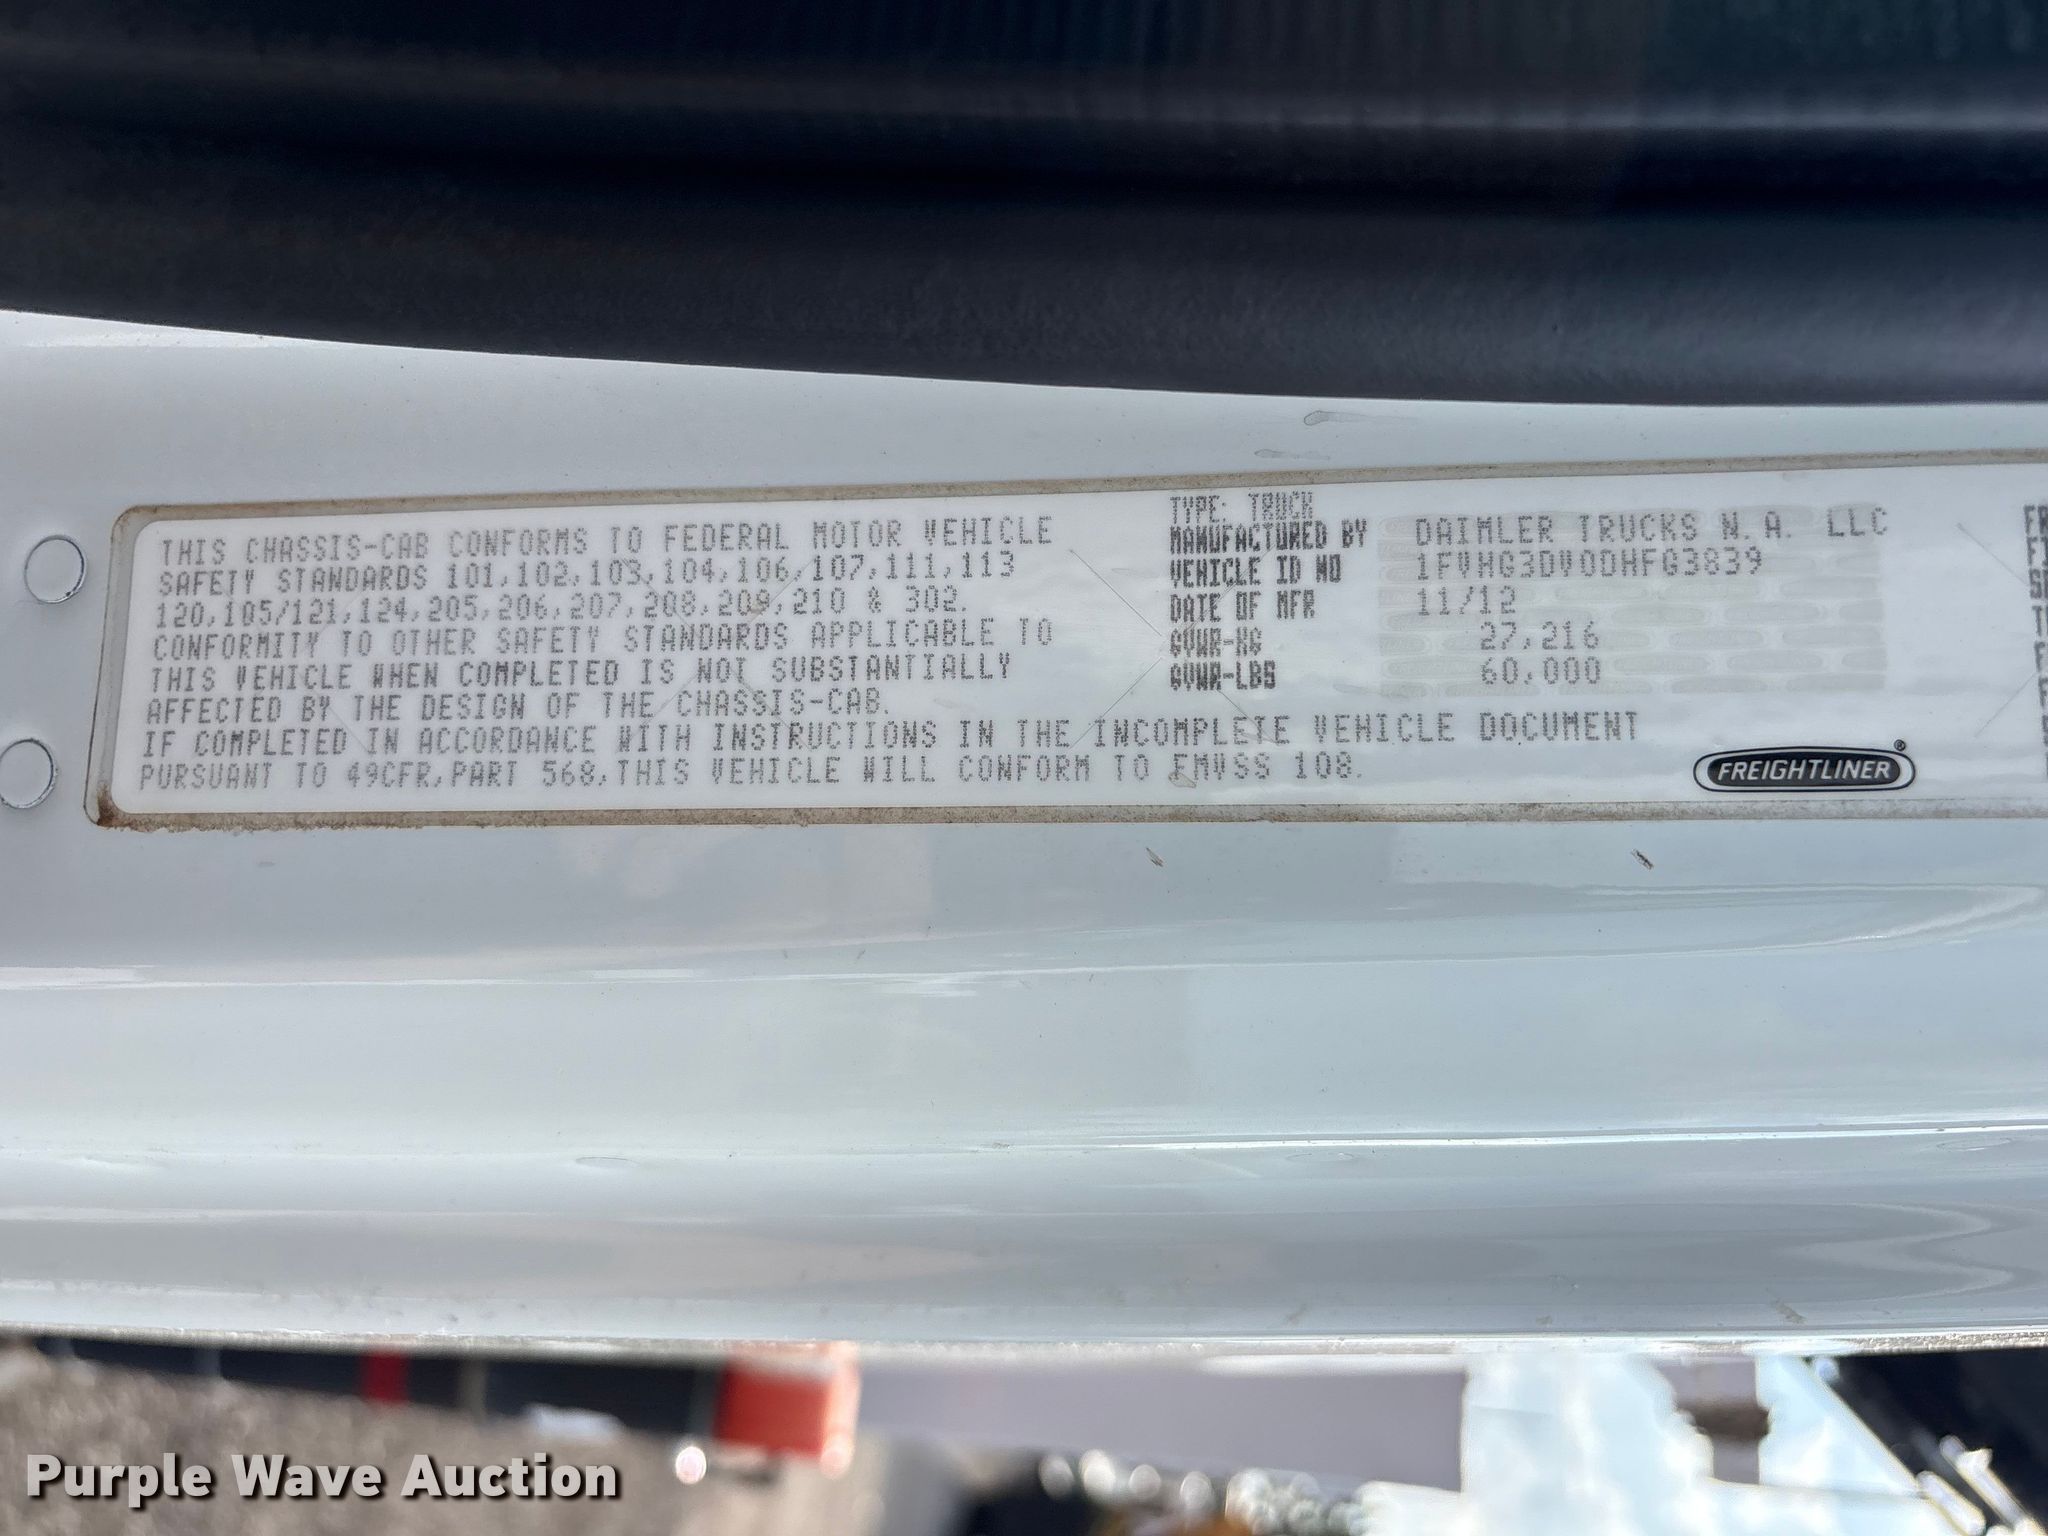 THIS CHASSIS-CAB CONFORMS TO FEDERAL MOTOR VEHICLE
SAFETY STANDARDS 101,102,103,104,106,107,111,113
120,105/121,124,205,206,207,208,209,210 & 302.
CONFORMITY TO OTHER SAFETY STANDARDS APPLICABLE TO
THIS VEHICLE WHEN COMPLETED IS NOT SUBSTANTIALLY
AFFECTED BY THE DESIGN OF THE CHASSIS-CAB.
IF COMPLETED IN ACCORDANCE WITH INSTRUCTIONS IN THE INCOMPLETE VEHICLE DOCUMENT
PURSUANT TO 49CFR,PART 568,THIS VEHICLE WILL CONFORM TO FMVSS 108.
TYPE: TRUCK
MANUFACTURED BY DAIMLER TRUCKS N.A. LLC
VEHICLE ID NO 1FVHG3DV0DHFG3839
DATE OF MFR 11/12
GVWR-KG 27,216
GVWR-LBS 60,000
FREIGHTLINER®
Purple Wave Auction